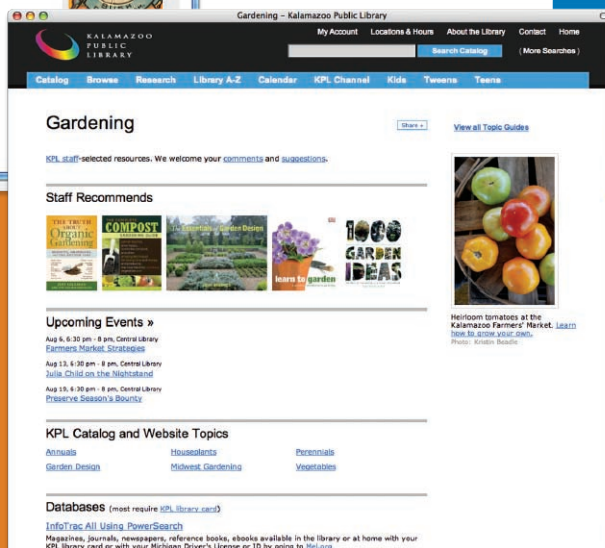 Gardening – Kalamazoo Public Library
KALAMAZOO
PUBLIC
LIBRARY
My Account Locations & Hours About the Library Contact Home
Search Catalog (More Searches)
Catalog Browse Research Library A-Z Calendar KPL Channel Kids Tweens Teens
Gardening
Share +
View all Topic Guides
KPL staff-selected resources. We welcome your comments and suggestions.
Staff Recommends
THE TRUTH
ABOUT
Organic
Gardening
COMPOST
The Essentials of Garden Design
learn to garden
1000
GARDEN
IDEAS
Heirloom tomatoes at the
Kalamazoo Farmers' Market. Learn
how to grow your own.
Photo: Kristin Beadle
Upcoming Events »
Aug 6, 6:30 pm - 8 pm, Central Library
Farmers Market Strategies
Aug 13, 6:30 pm - 8 pm, Central Library
Julia Child on the Nightstand
Aug 19, 6:30 pm - 8 pm, Central Library
Preserve Season's Bounty
KPL Catalog and Website Topics
Annuals Houseplants Perennials
Garden Design Midwest Gardening Vegetables
Databases (most require KPL library card)
InfoTrac All Using PowerSearch
Magazines, journals, newspapers, reference books, ebooks available in the library or at home with your
KPL library card or with your Michigan Driver's License or ID by going to Mel.org